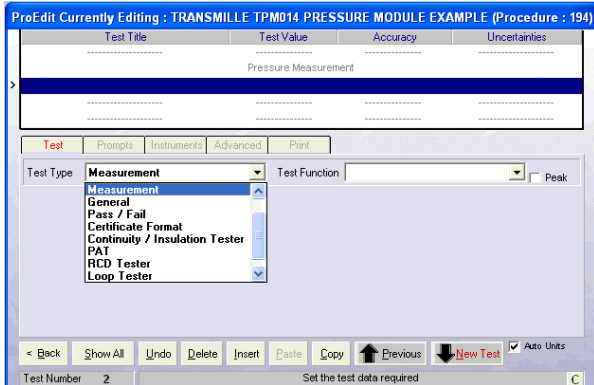 ProEdit Currently Editing : TRANSMILLE TPM014 PRESSURE MODULE EXAMPLE (Procedure : 194)
Test Title Test Value Accuracy Uncertainties
-------------------- ---------------- ---------------- --------------------
Pressure Measurement
>
-------------------- ---------------- ---------------- --------------------
-------------------- ---------------- ---------------- --------------------
Test Prompts Instruments Advanced Print
Test Type Measurement Test Function Peak
Measurement
General
Pass / Fail
Certificate Format
Continuity / Insulation Tester
PAT
RCD Tester
Loop Tester
< Back Show All Undo Delete Insert Paste Copy Previous New Test Auto Units
Test Number 2 Set the test data required C